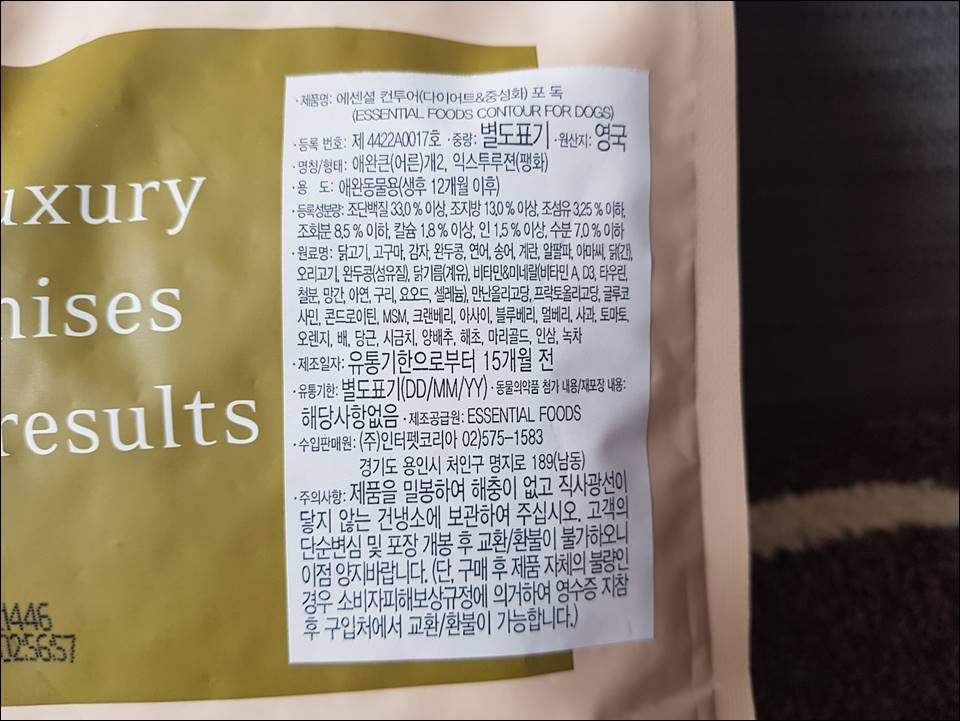 luxury
nises
results
1446
02:56:57
·제품명: 에센셜 컨투어(다이어트&중성화) 포 독
(ESSENTIAL FOODS CONTOUR FOR DOGS)
·등록 번호: 제 4422A0017호 ·중량: 별도표기 ·원산지: 영국
·명칭/형태: 애완큰(어른)개2, 익스투루젼(팽화)
·용 도: 애완동물용(생후 12개월 이후)
·등록성분량: 조단백질 33.0 % 이상, 조지방 13.0 % 이상, 조섬유 3.25 % 이하,
조회분 8.5 % 이하, 칼슘 1.8 % 이상, 인 1.5 % 이상, 수분 7.0 % 이하
·원료명: 닭고기, 고구마, 감자, 완두콩, 연어, 송어, 계란, 알팔파, 아마씨, 닭(간),
오리고기, 완두콩(섬유질), 닭기름(계유), 비타민&미네랄(비타민 A, D3, 타우린,
철분, 망간, 아연, 구리, 요오드, 셀레늄), 만난올리고당, 프락토올리고당, 글루코
사민, 콘드로이틴, MSM, 크랜베리, 아사이, 블루베리, 멀베리, 사과, 토마토,
오렌지, 배, 당근, 시금치, 양배추, 해초, 마리골드, 인삼, 녹차
·제조일자: 유통기한으로부터 15개월 전
·유통기한: 별도표기(DD/MM/YY) ·동물의약품 첨가 내용/재포장 내용:
해당사항없음 ·제조공급원: ESSENTIAL FOODS
·수입판매원: (주)인터펫코리아 02)575-1583
경기도 용인시 처인구 명지로 189(남동)
·주의사항: 제품을 밀봉하여 해충이 없고 직사광선이
닿지 않는 건냉소에 보관하여 주십시오. 고객의
단순변심 및 포장 개봉 후 교환/환불이 불가하오니
이점 양지바랍니다. (단, 구매 후 제품 자체의 불량인
경우 소비자피해보상규정에 의거하여 영수증 지참
후 구입처에서 교환/환불이 가능합니다.)